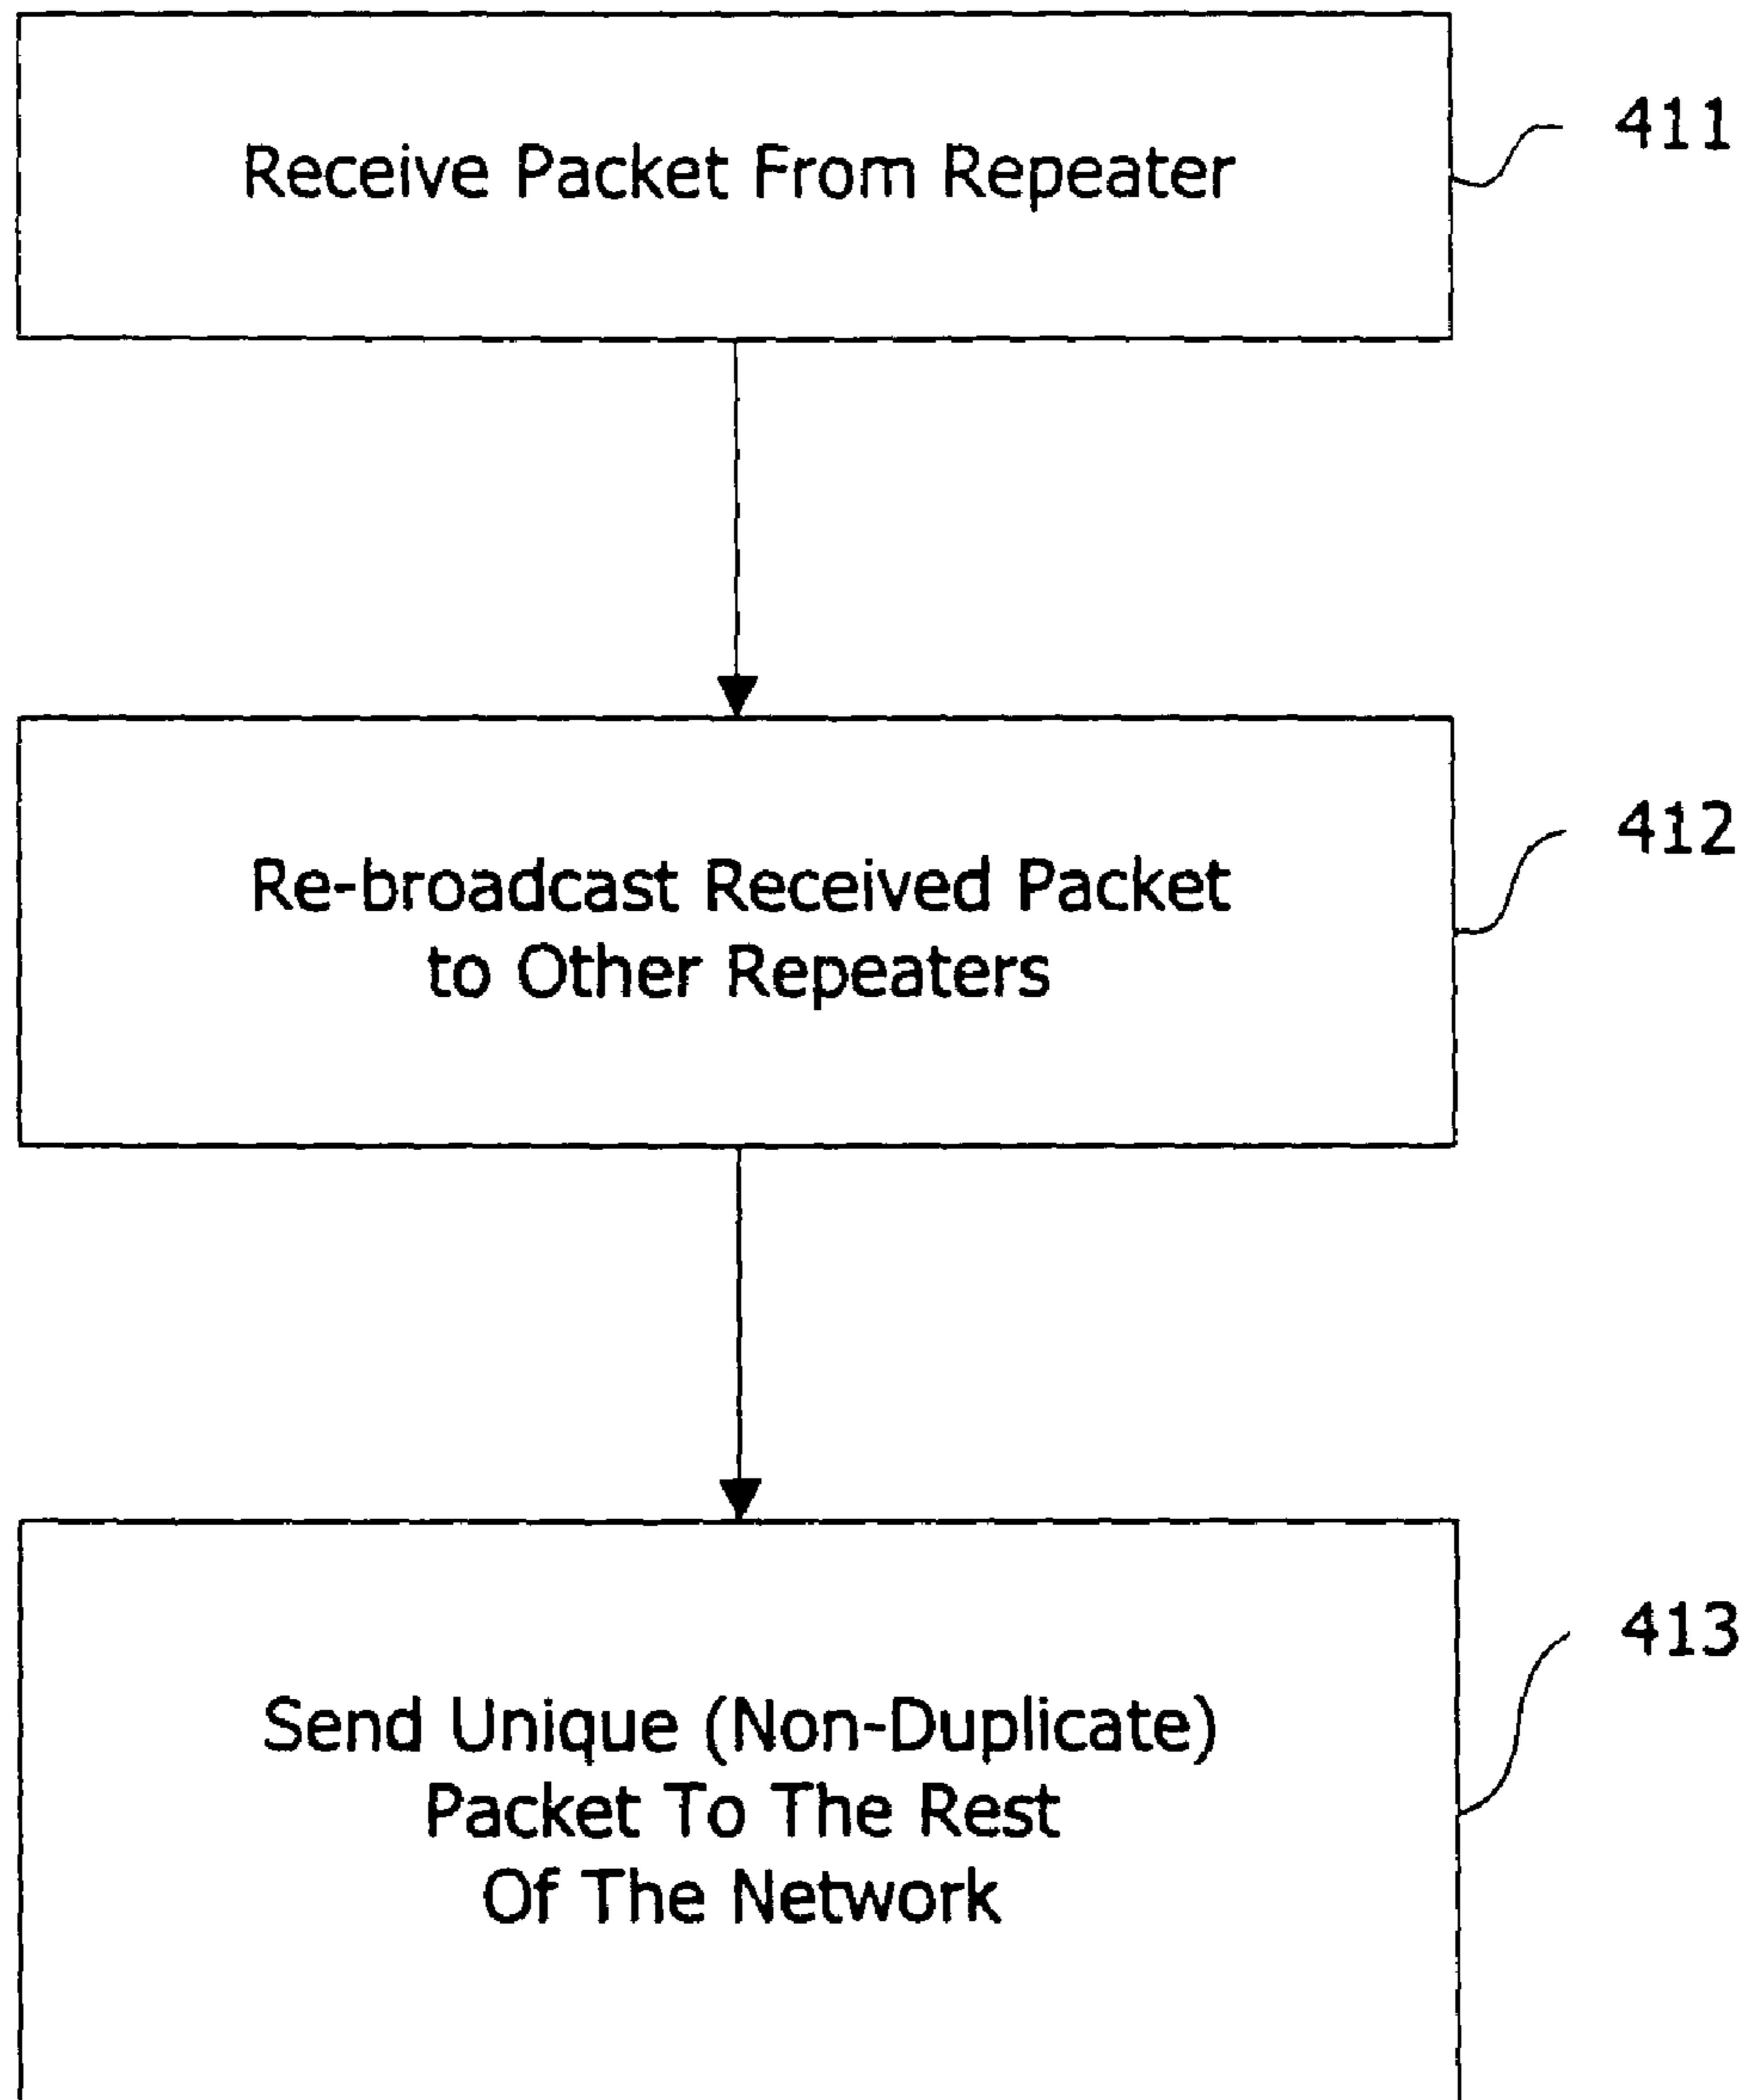 Receive Packet From Repeater
411
Re-broadcast Received Packet
to Other Repeaters
412
Send Unique (Non-Duplicate)
Packet To The Rest
Of The Network
413